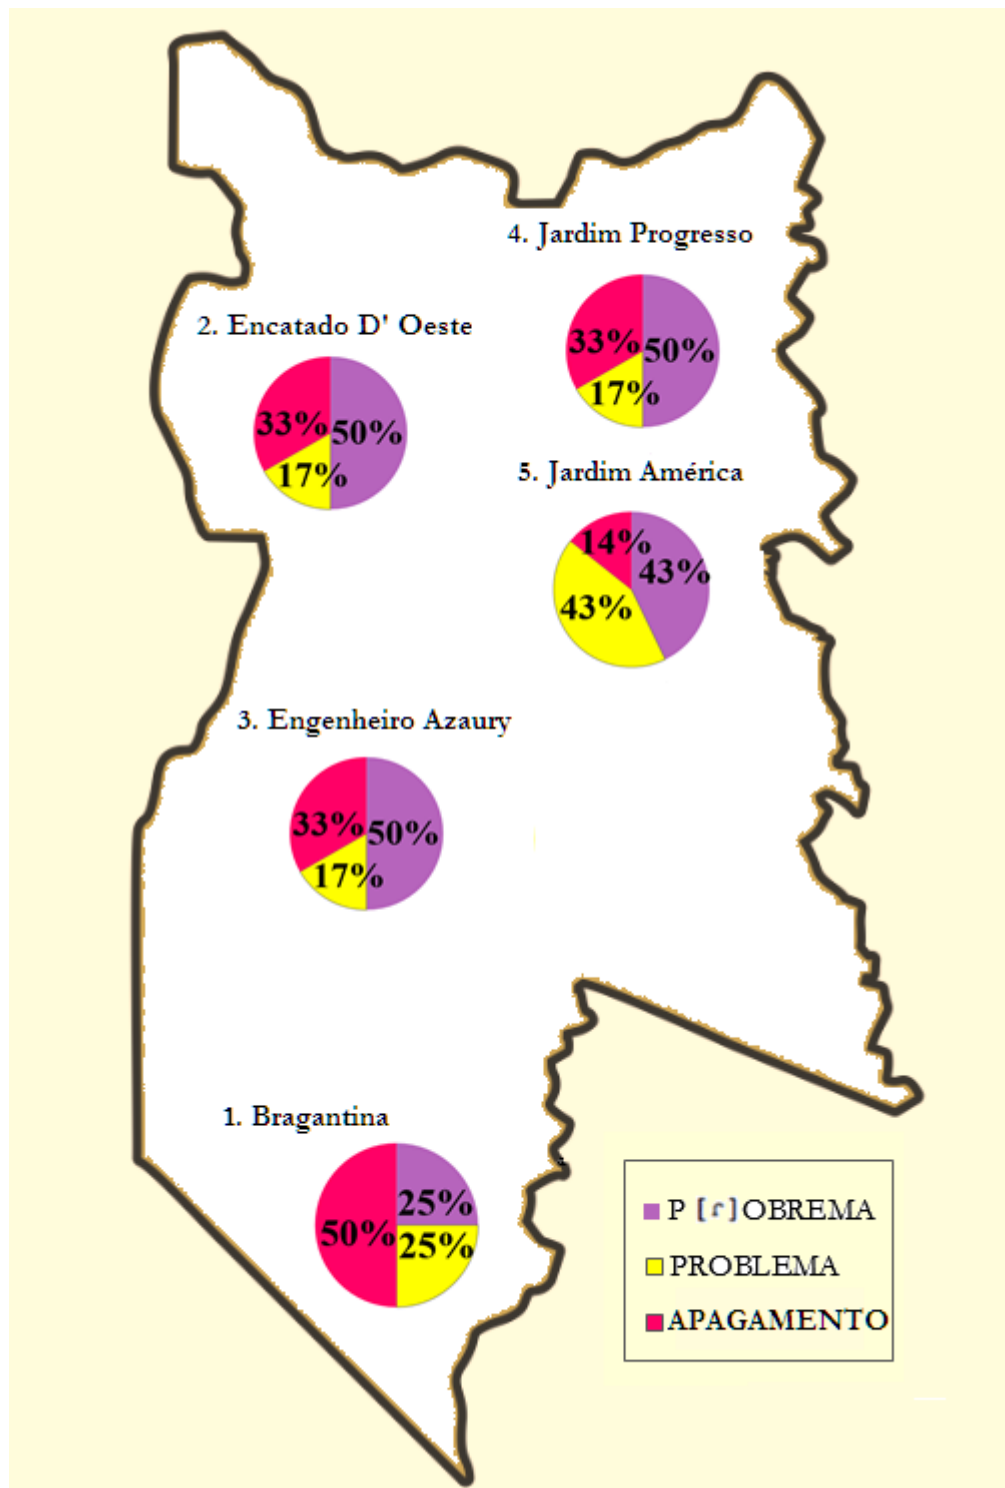 4. Jardim Progresso
33%
50%
17%
2. Encatado D' Oeste
33%
50%
17%
5. Jardim América
14%
43%
43%
3. Engenheiro Azaury
33%
50%
17%
1. Bragantina
25%
50%
25%
P [ɾ]OBREMA
PROBLEMA
APAGAMENTO